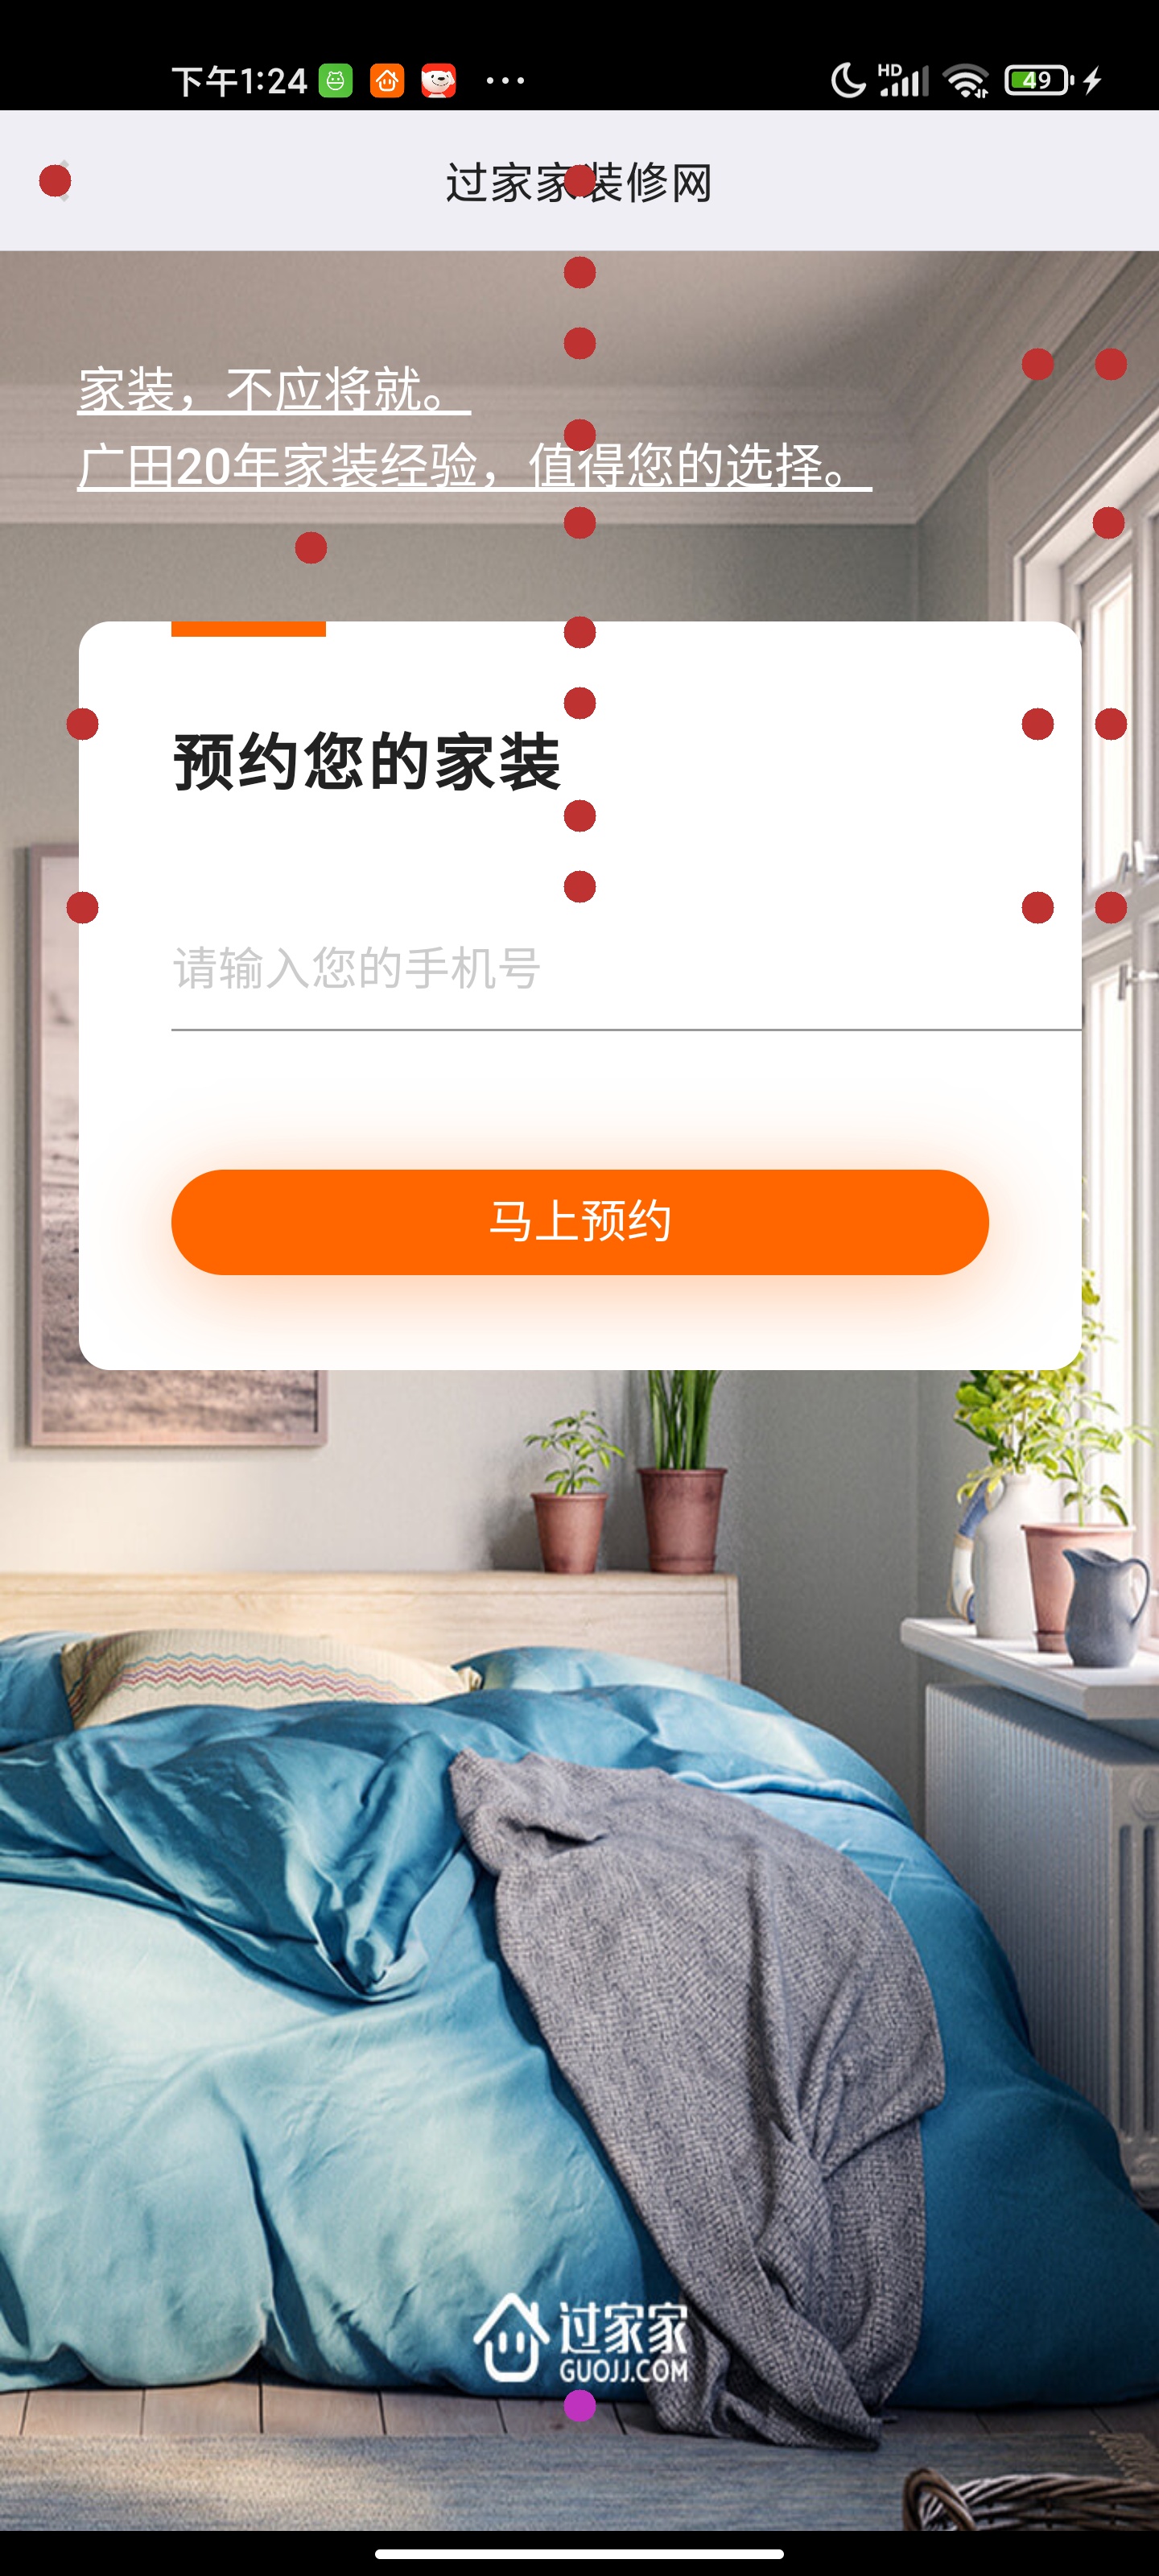 下午1:24 ... HD 49
过家家装修网
家装，不应将就。
广田20年家装经验，值得您的选择。
预约您的家装
请输入您的手机号
马上预约
过家家
GUOJJ.COM